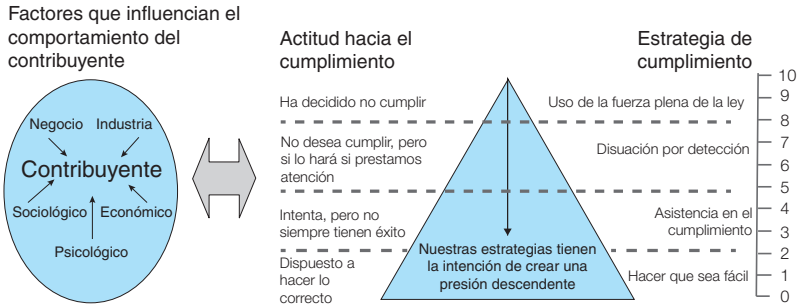 Factores que influencian el
comportamiento del
contribuyente
Negocio
Industria
Contribuyente
Sociológico
Económico
Psicológico
Actitud hacia el
cumplimiento
Estrategia de
cumplimiento
Ha decidido no cumplir
Uso de la fuerza plena de la ley
No desea cumplir, pero
si lo hará si prestamos
atención
Disuación por detección
Intenta, pero no
siempre tienen éxito
Asistencia en el
cumplimiento
Dispuesto a
hacer lo
correcto
Nuestras estrategias tienen
la intención de crear una
presión descendente
Hacer que sea fácil
10
9
8
7
6
5
4
3
2
1
0